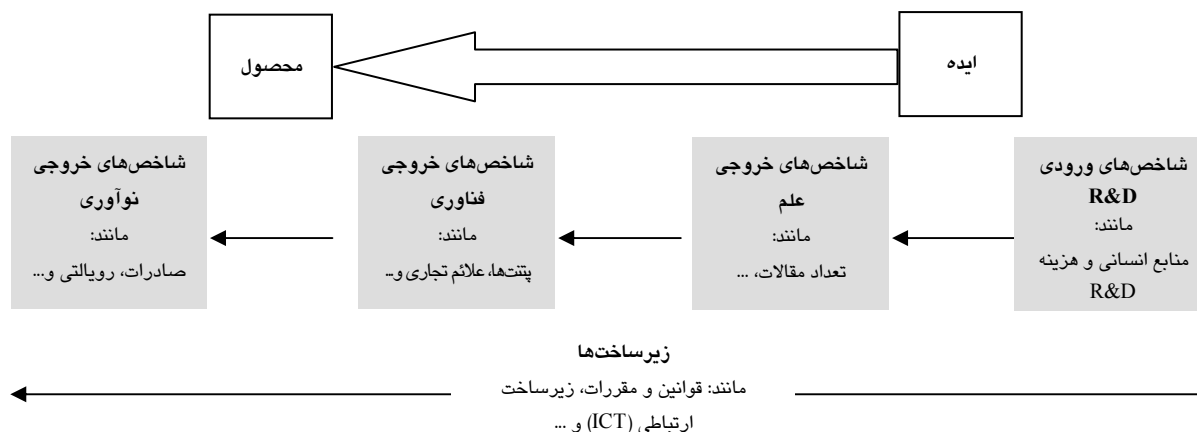 ایده
محصول
شاخص‌های ورودی
R&D
مانند:
منابع انسانی و هزینه
R&D
شاخص‌های خروجی
علم
مانند:
تعداد مقالات، ...
شاخص‌های خروجی
فناوری
مانند:
پتنت‌ها، علائم تجاری و...
شاخص‌های خروجی
نوآوری
مانند:
صادرات، رویالتی و...
زیرساخت‌ها
مانند: قوانین و مقررات، زیرساخت
ارتباطی (ICT) و ...